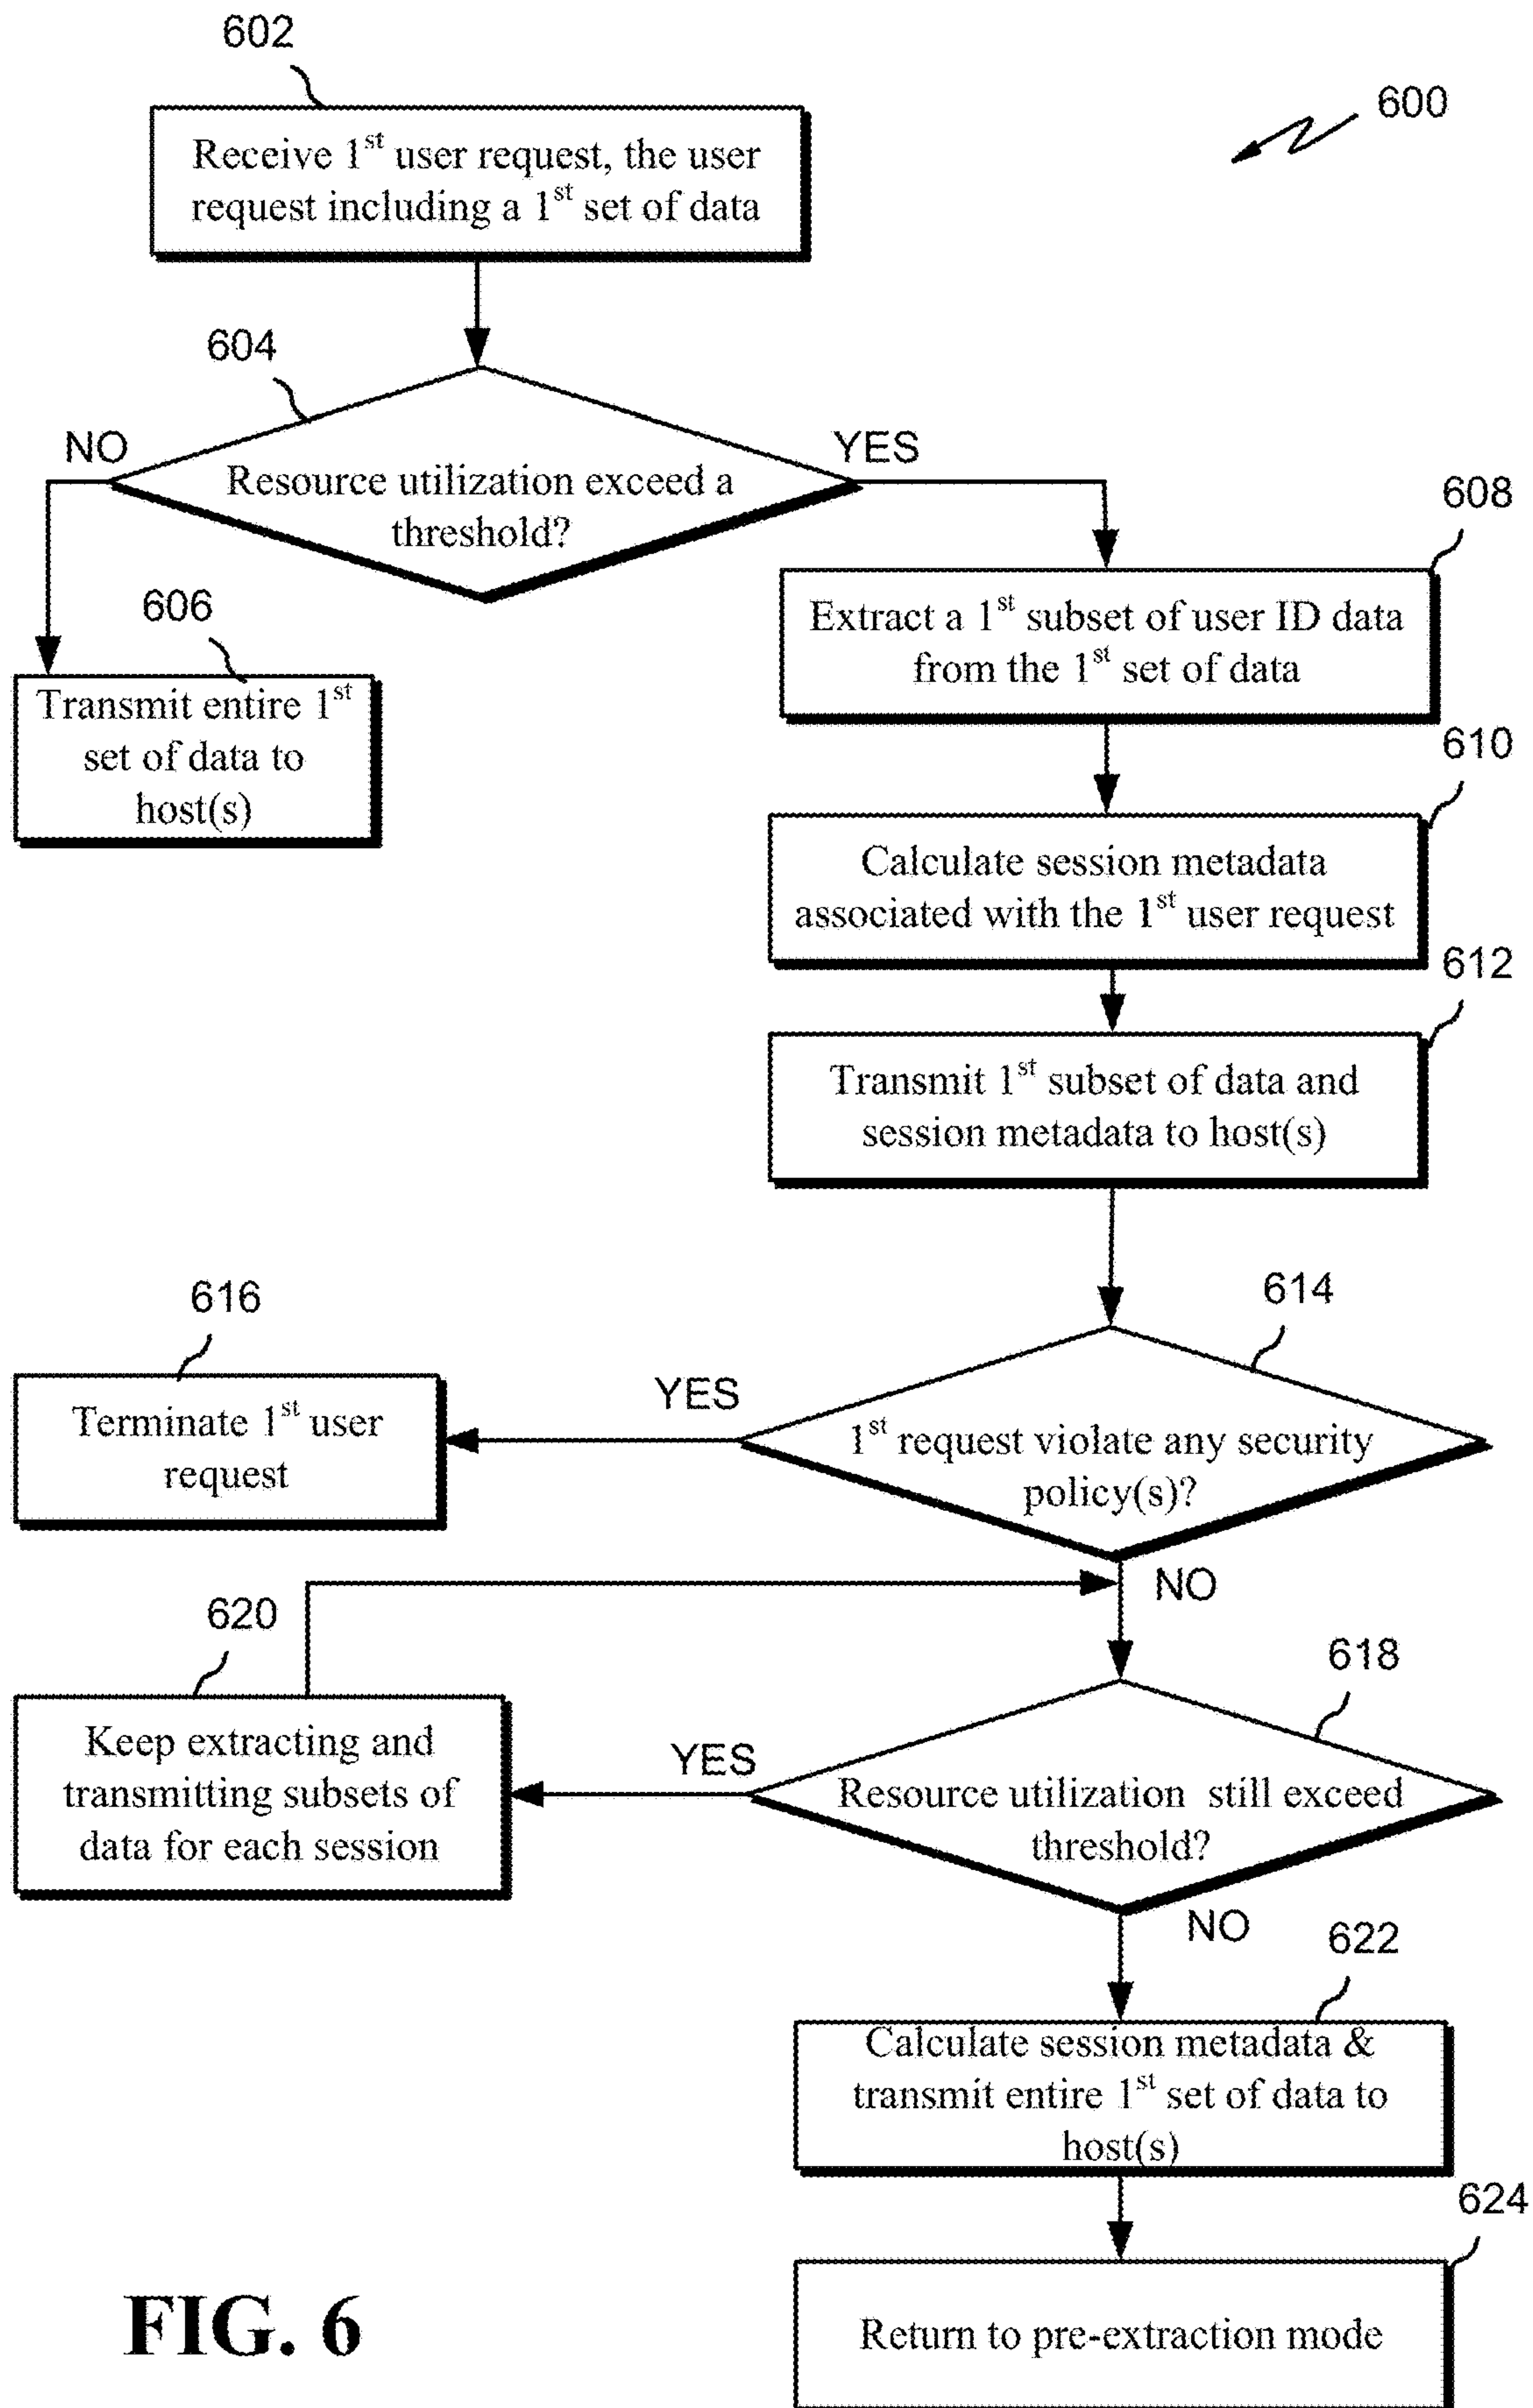 602
600
Receive 1st user request, the user
request including a 1st set of data
604
NO
YES
Resource utilization exceed a
threshold?
608
606
Extract a 1st subset of user ID data
from the 1st set of data
Transmit entire 1st
set of data to
host(s)
610
Calculate session metadata
associated with the 1st user request
612
Transmit 1st subset of data and
session metadata to host(s)
614
616
YES
1st request violate any security
policy(s)?
Terminate 1st user
request
NO
620
618
YES
Resource utilization still exceed
threshold?
Keep extracting and
transmitting subsets of
data for each session
NO
622
Calculate session metadata &
transmit entire 1st set of data to
host(s)
624
Return to pre-extraction mode
FIG. 6